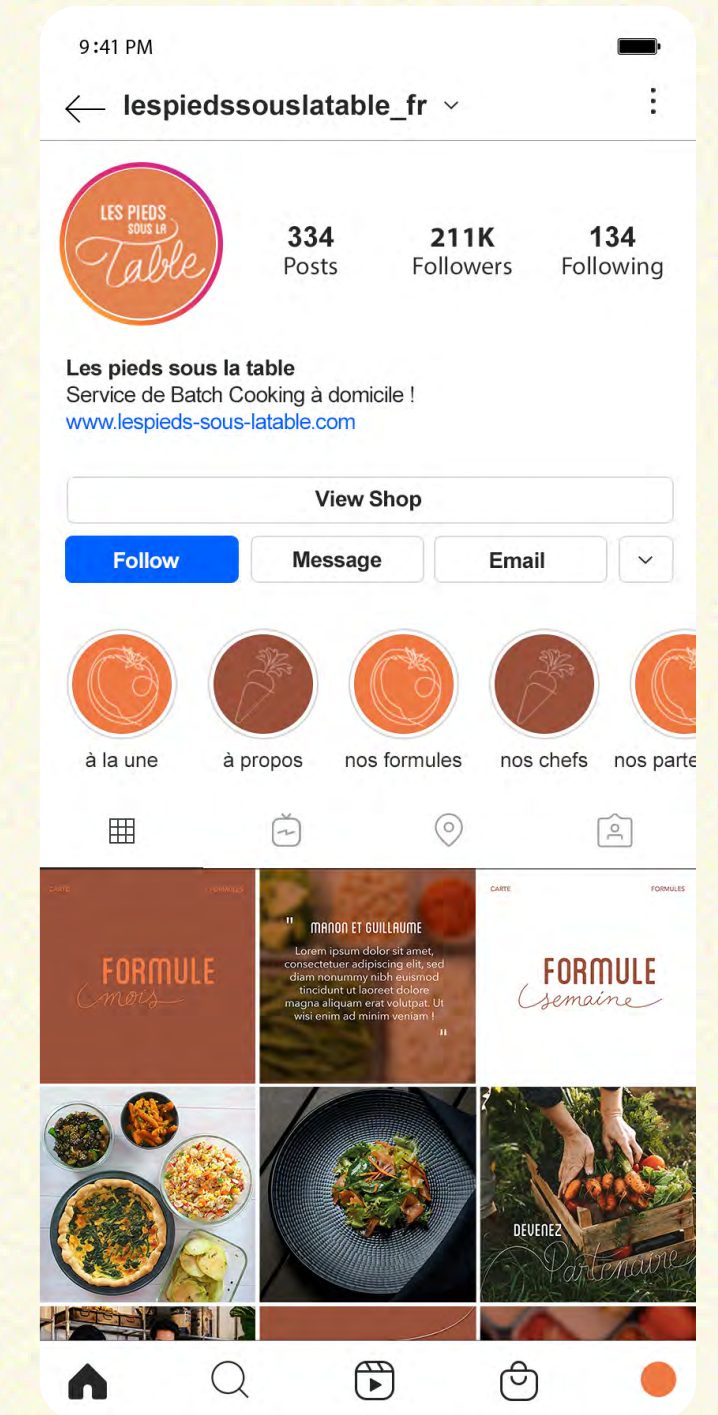 9:41 PM
lespiedssouslatable_fr
LES PIEDS
SOUS LA
Table
334
Posts
211K
Followers
134
Following
Les pieds sous la table
Service de Batch Cooking à domicile !
www.lespieds-sous-latable.com
View Shop
Follow
Message
Email
à la une
à propos
nos formules
nos chefs
nos parte
CARTE
FORMULES
FORMULE
mois
"
MANON ET GUILLAUME
Lorem ipsum dolor sit amet,
consectetuer adipiscing elit, sed
diam nonummy nibh euismod
tincidunt ut laoreet dolore
magna aliquam erat volutpat. Ut
wisi enim ad minim veniam !
"
CARTE
FORMULES
FORMULE
semaine
DEVENEZ
Partenaire